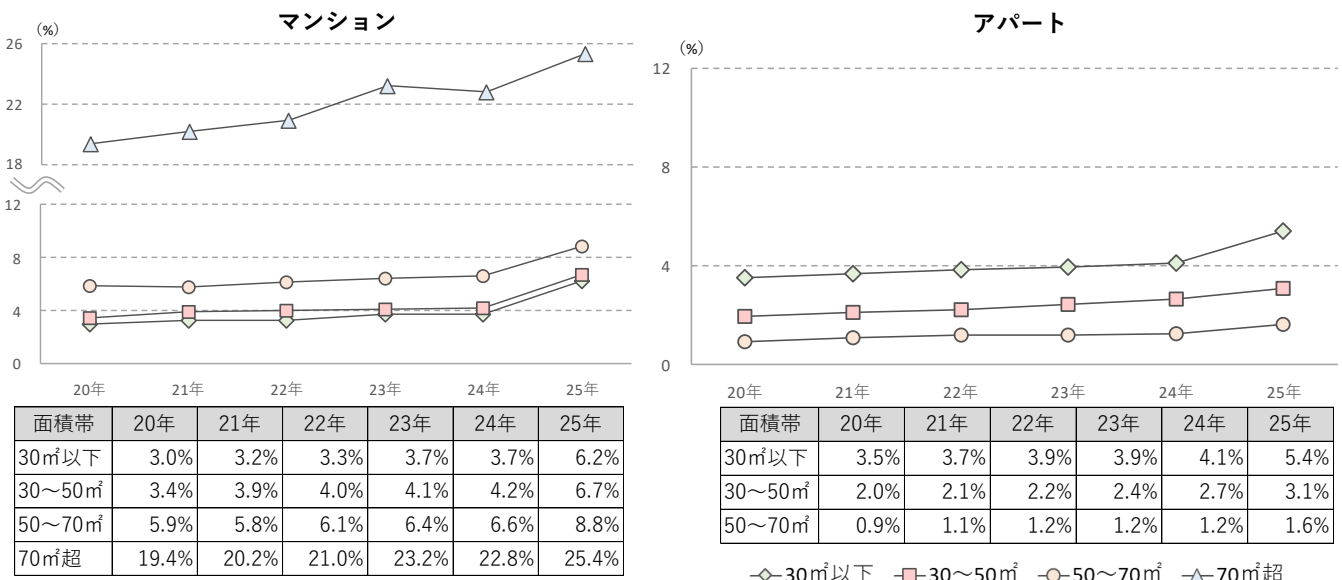 マンション
(%)
26
22
18
12
8
4
0
20年 21年 22年 23年 24年 25年
面積帯 20年 21年 22年 23年 24年 25年
30㎡以下 3.0% 3.2% 3.3% 3.7% 3.7% 6.2%
30～50㎡ 3.4% 3.9% 4.0% 4.1% 4.2% 6.7%
50～70㎡ 5.9% 5.8% 6.1% 6.4% 6.6% 8.8%
70㎡超 19.4% 20.2% 21.0% 23.2% 22.8% 25.4%
アパート
(%)
12
8
4
0
20年 21年 22年 23年 24年 25年
面積帯 20年 21年 22年 23年 24年 25年
30㎡以下 3.5% 3.7% 3.9% 3.9% 4.1% 5.4%
30～50㎡ 2.0% 2.1% 2.2% 2.4% 2.7% 3.1%
50～70㎡ 0.9% 1.1% 1.2% 1.2% 1.2% 1.6%
30㎡以下 30～50㎡ 50～70㎡ 70㎡超